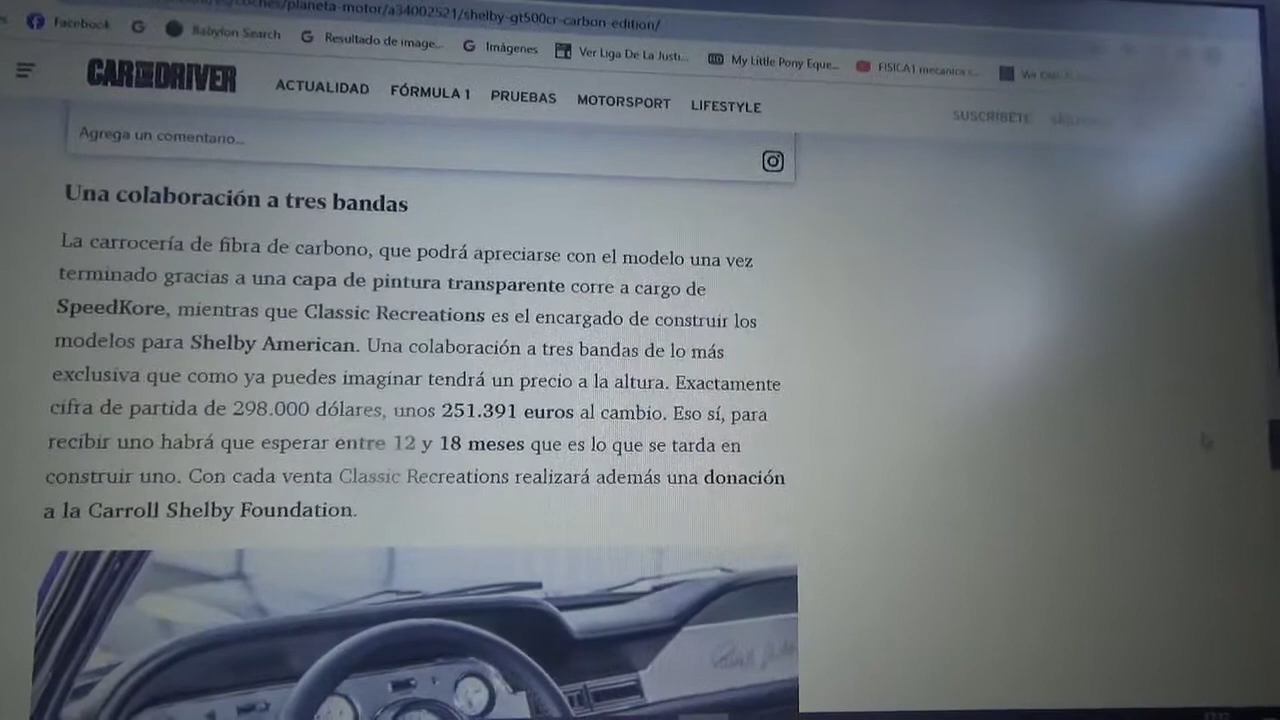 coches/planeta-motor/a34002521/shelby-gt500cr-carbon-edition/
Facebook
Babylon Search
Resultado de image...
Imágenes
Ver Liga De La Justi...
My Little Pony Eque...
FISICA1 mecanica c...
CAR AND DRIVER
ACTUALIDAD
FÓRMULA 1
PRUEBAS
MOTORSPORT
LIFESTYLE
SUSCRÍBETE
Agrega un comentario...
Una colaboración a tres bandas
La carrocería de fibra de carbono, que podrá apreciarse con el modelo una vez
terminado gracias a una capa de pintura transparente corre a cargo de
SpeedKore, mientras que Classic Recreations es el encargado de construir los
modelos para Shelby American. Una colaboración a tres bandas de lo más
exclusiva que como ya puedes imaginar tendrá un precio a la altura. Exactamente
cifra de partida de 298.000 dólares, unos 251.391 euros al cambio. Eso sí, para
recibir uno habrá que esperar entre 12 y 18 meses que es lo que se tarda en
construir uno. Con cada venta Classic Recreations realizará además una donación
a la Carroll Shelby Foundation.